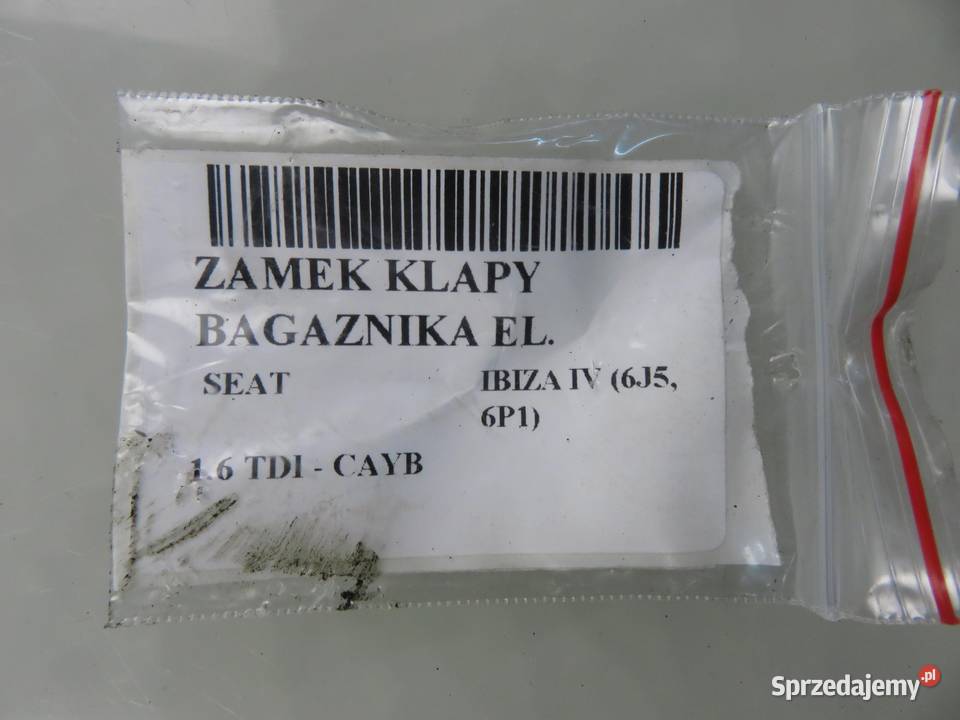 ZAMEK KLAPY
BAGAZNIKA EL.
SEAT IBIZA IV (6J5,
6P1)
1.6 TDI - CAYB
Sprzedajemy.pl